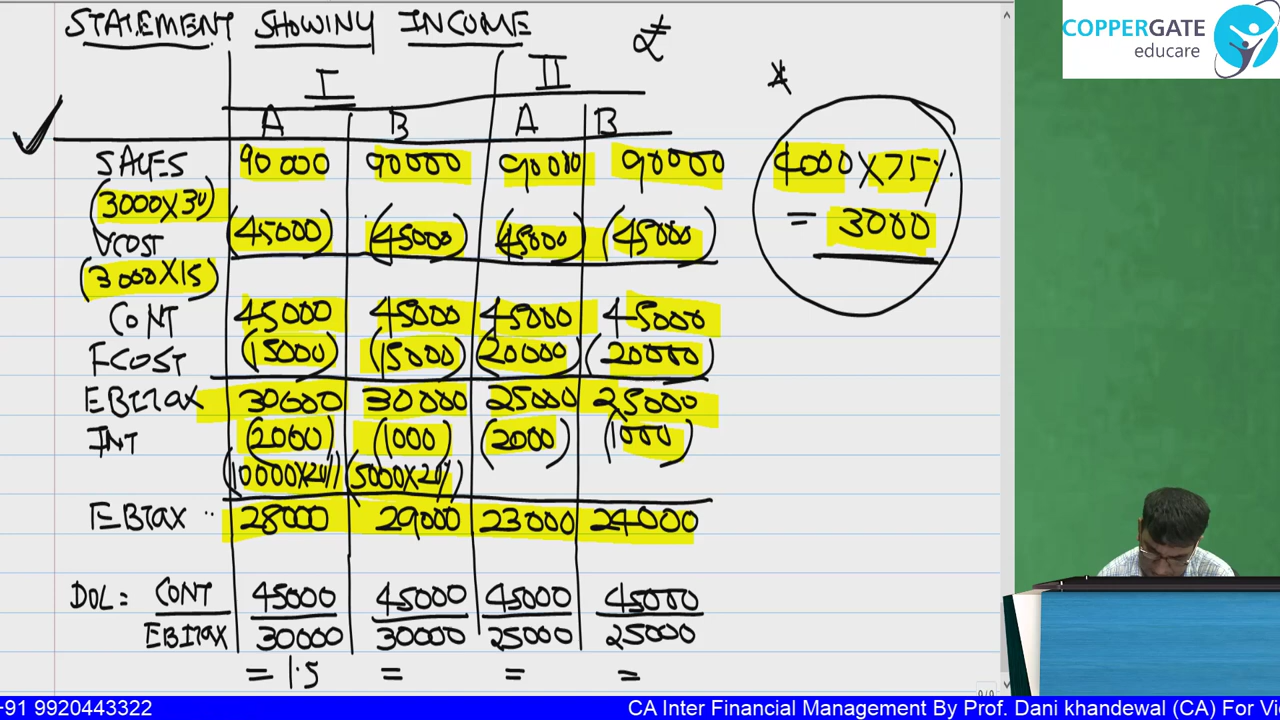 STATEMENT SHOWINY INCOME ₹
COPPERGATE
educare
I II
A B A B
SALES 90000 90000 90000 90000
(3000X30)
VCOST (45000) (45000) (45000) (45000)
(3000X15)
CONT 45000 45000 45000 45000
FCOST (15000) (15000) (20000) (20000)
EBITAX 30000 30000 25000 25000
INT (2000) (1000) (2000) (1000)
(10000X20%) (5000X20%)
EBTAX 28000 29000 23000 24000
DOL = CONT 45000 45000 45000 45000
EBITAX 30000 30000 25000 25000
= 1.5 = = =
4000X75%
= 3000
+91 9920443322 CA Inter Financial Management By Prof. Dani khandewal (CA) For Vi